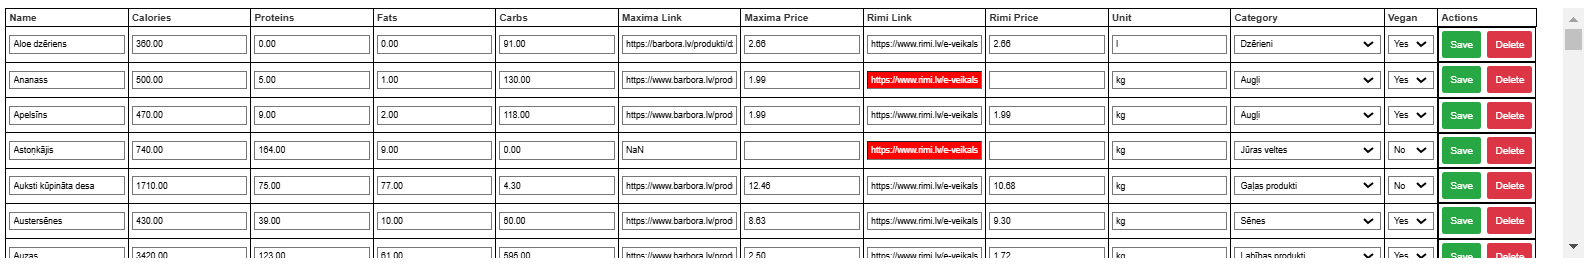 Name Calories Proteins Fats Carbs Maxima Link Maxima Price Rimi Link Rimi Price Unit Category Vegan Actions
Aloe dzēriens 360.00 0.00 0.00 91.00 https://barbora.lv/produkti/d 2.66 https://www.rimi.lv/e-veikals 2.66 l Dzērieni Yes Save Delete
Ananass 500.00 5.00 1.00 130.00 https://www.barbora.lv/prod 1.99 https://www.rimi.lv/e-veikals kg Augļi Yes Save Delete
Apelsīns 470.00 9.00 2.00 118.00 https://www.barbora.lv/prod 1.99 https://www.rimi.lv/e-veikals 1.99 kg Augļi Yes Save Delete
Astoņkājis 740.00 164.00 9.00 0.00 NaN https://www.rimi.lv/e-veikals kg Jūras veltes No Save Delete
Auksti kūpināta desa 1710.00 75.00 77.00 4.30 https://www.barbora.lv/prod 12.46 https://www.rimi.lv/e-veikals 10.68 kg Gaļas produkti No Save Delete
Austersēnes 430.00 39.00 10.00 60.00 https://www.barbora.lv/prod 8.63 https://www.rimi.lv/e-veikals 9.30 kg Sēnes Yes Save Delete
Auzas 3420.00 123.00 61.00 595.00 https://www.barbora.lv/prod 2.50 https://www.rimi.lv/e-veikals 1.72 kg Labības produkti Yes Save Delete